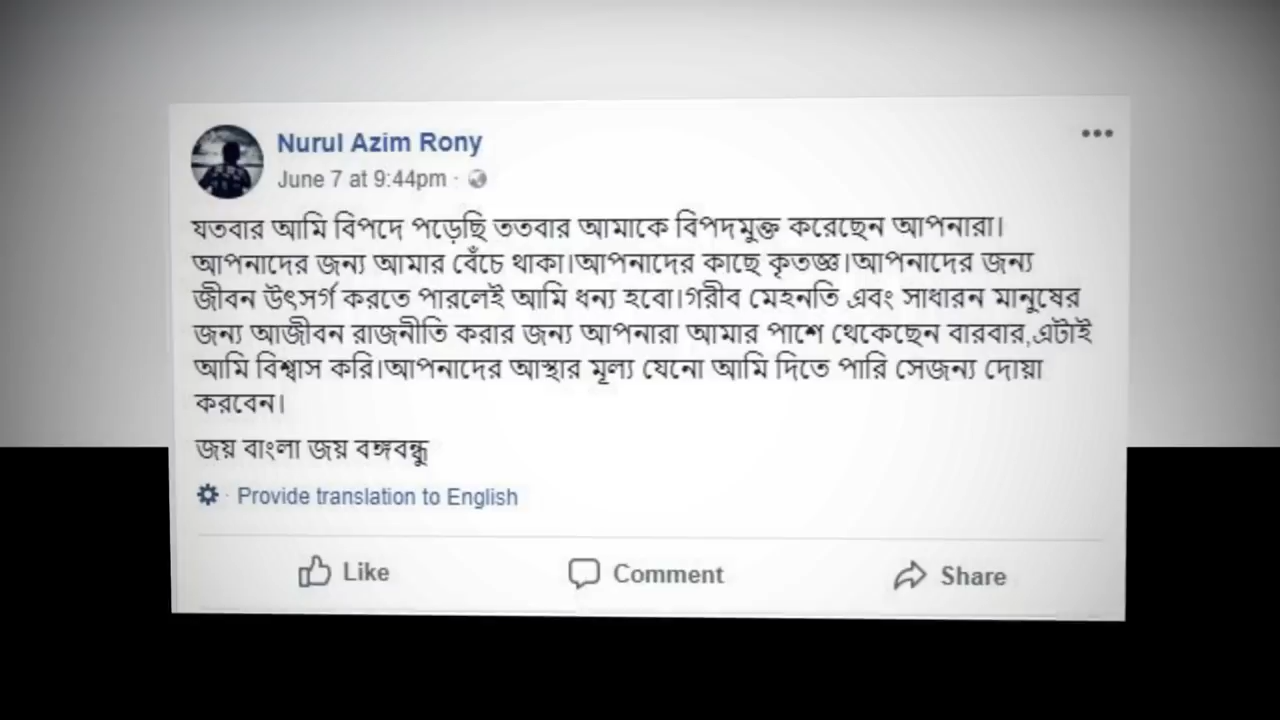 Nurul Azim Rony
June 7 at 9:44pm ·
যতবার আমি বিপদে পড়েছি ততবার আমাকে বিপদমুক্ত করেছেন আপনারা।
আপনাদের জন্য আমার বেঁচে থাকা।আপনাদের কাছে কৃতজ্ঞ।আপনাদের জন্য
জীবন উৎসর্গ করতে পারলেই আমি ধন্য হবো।গরীব মেহনতি এবং সাধারন মানুষের
জন্য আজীবন রাজনীতি করার জন্য আপনারা আমার পাশে থেকেছেন বারবার,এটাই
আমি বিশ্বাস করি।আপনাদের আস্থার মূল্য যেনো আমি দিতে পারি সেজন্য দোয়া
করবেন।
জয় বাংলা জয় বঙ্গবন্ধু
· Provide translation to English
Like Comment Share